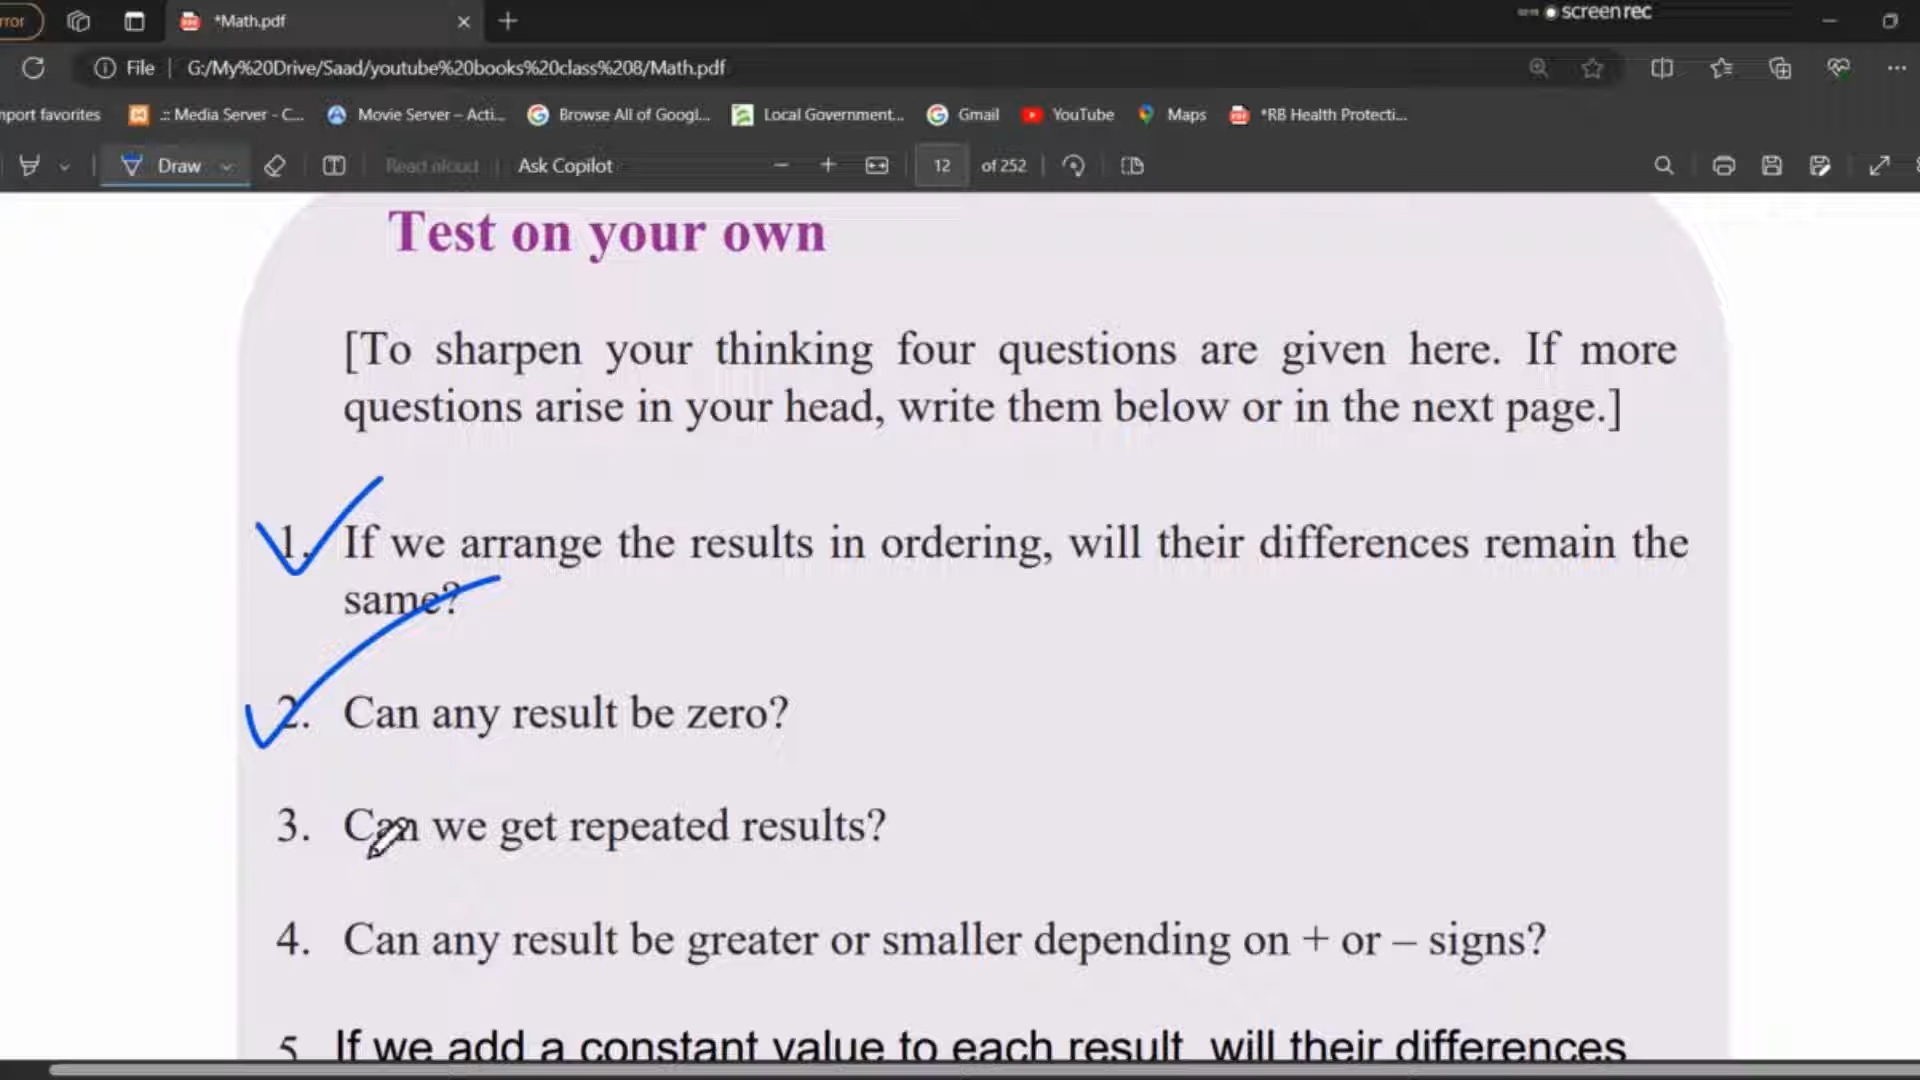 rror
*Math.pdf
screenrec
File
G:/My%20Drive/Saad/youtube%20books%20class%208/Math.pdf
mport favorites
.:: Media Server - C...
Movie Server – Acti...
Browse All of Googl...
Local Government...
Gmail
YouTube
Maps
*RB Health Protecti...
Draw
Read aloud
Ask Copilot
12
of 252
Test on your own
[To sharpen your thinking four questions are given here. If more
questions arise in your head, write them below or in the next page.]
1. If we arrange the results in ordering, will their differences remain the
same?
2. Can any result be zero?
3. Can we get repeated results?
4. Can any result be greater or smaller depending on + or – signs?
5 If we add a constant value to each result will their differences